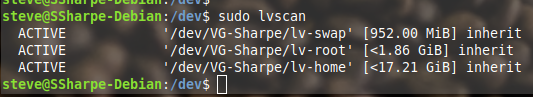 steve@SSharpe-Debian:/dev$ sudo lvscan
ACTIVE '/dev/VG-Sharpe/lv-swap' [952.00 MiB] inherit
ACTIVE '/dev/VG-Sharpe/lv-root' [<1.86 GiB] inherit
ACTIVE '/dev/VG-Sharpe/lv-home' [<17.21 GiB] inherit
steve@SSharpe-Debian:/dev$